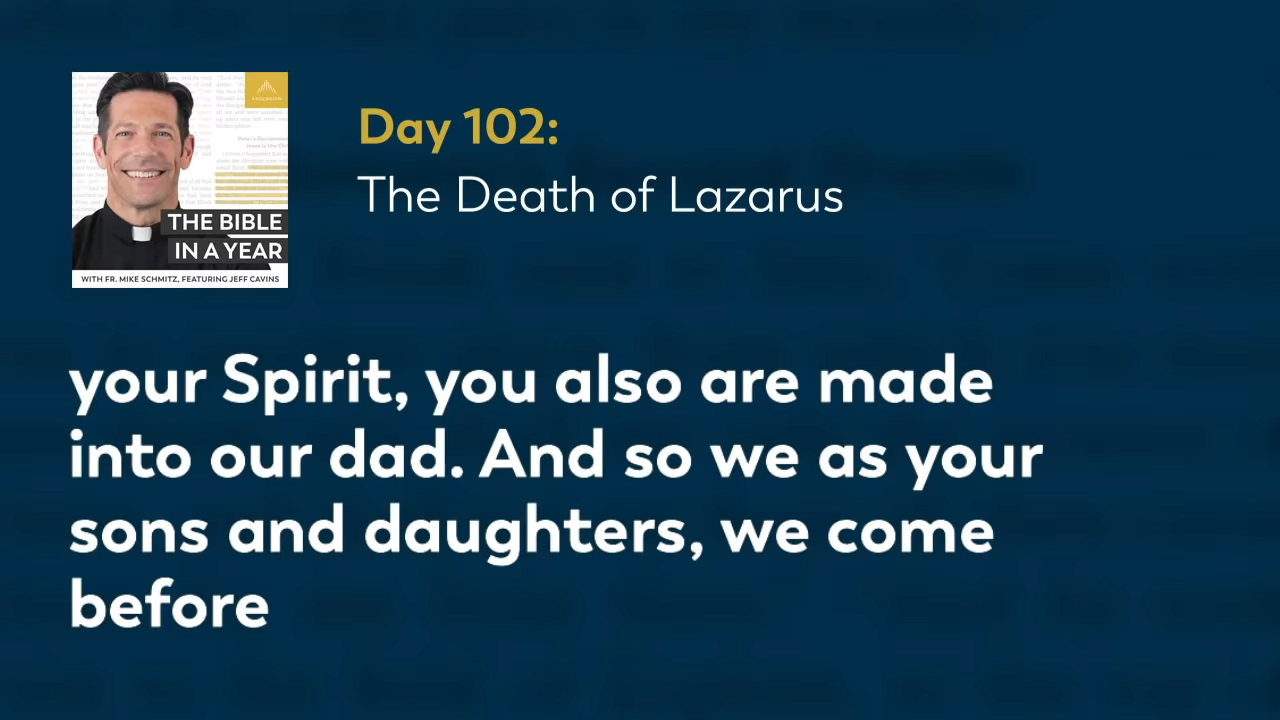 Day 102:
The Death of Lazarus
THE BIBLE
IN A YEAR
WITH FR. MIKE SCHMITZ, FEATURING JEFF CAVINS
your Spirit, you also are made
into our dad. And so we as your
sons and daughters, we come
before